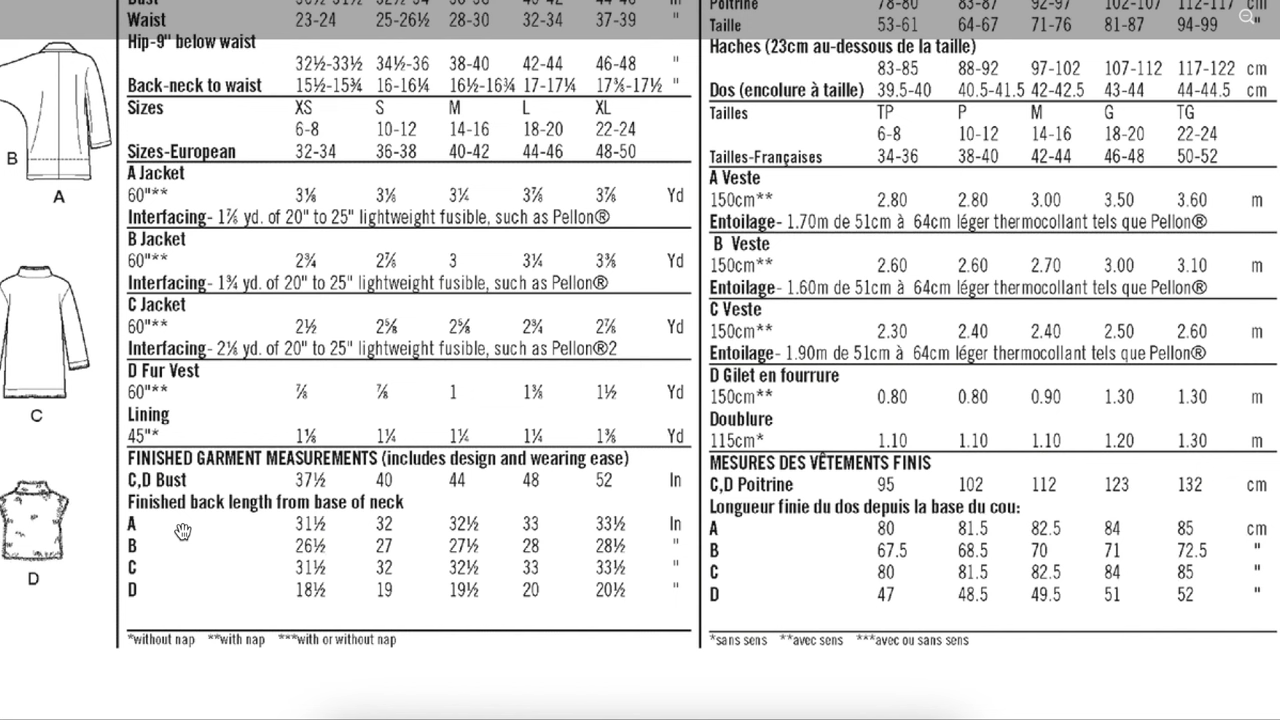 Waist 23-24 25-26½ 28-30 32-34 37-39 "
Hip-9" below waist
32½-33½ 34½-36 38-40 42-44 46-48 "
Back-neck to waist 15½-15¾ 16-16¼ 16½-16¾ 17-17¼ 17⅜-17½ "
Sizes XS S M L XL
6-8 10-12 14-16 18-20 22-24
Sizes-European 32-34 36-38 40-42 44-46 48-50
A Jacket
60"** 3⅛ 3⅛ 3¼ 3⅞ 3⅞ Yd
Interfacing- 1⅞ yd. of 20" to 25" lightweight fusible, such as Pellon®
B Jacket
60"** 2¾ 2⅞ 3 3¼ 3⅜ Yd
Interfacing- 1¾ yd. of 20" to 25" lightweight fusible, such as Pellon®
C Jacket
60"** 2½ 2⅝ 2⅝ 2¾ 2⅞ Yd
Interfacing- 2⅛ yd. of 20" to 25" lightweight fusible, such as Pellon®2
D Fur Vest
60"** ⅞ ⅞ 1 1⅜ 1½ Yd
Lining
45"* 1⅛ 1¼ 1¼ 1¼ 1⅜ Yd
FINISHED GARMENT MEASUREMENTS (includes design and wearing ease)
C,D Bust 37½ 40 44 48 52 In
Finished back length from base of neck
A 31½ 32 32½ 33 33½ In
B 26½ 27 27½ 28 28½ "
C 31½ 32 32½ 33 33½ "
D 18½ 19 19½ 20 20½ "
*without nap **with nap ***with or without nap
Poitrine 78-80 83-87 92-97 102-107 112-117 cm
Taille 53-61 64-67 71-76 81-87 94-99 "
Haches (23cm au-dessous de la taille)
83-85 88-92 97-102 107-112 117-122 cm
Dos (encolure à taille) 39.5-40 40.5-41.5 42-42.5 43-44 44-44.5 cm
Tailles TP P M G TG
6-8 10-12 14-16 18-20 22-24
Tailles-Françaises 34-36 38-40 42-44 46-48 50-52
A Veste
150cm** 2.80 2.80 3.00 3.50 3.60 m
Entoilage- 1.70m de 51cm à 64cm léger thermocollant tels que Pellon®
B Veste
150cm** 2.60 2.60 2.70 3.00 3.10 m
Entoilage- 1.60m de 51cm à 64cm léger thermocollant tels que Pellon®
C Veste
150cm** 2.30 2.40 2.40 2.50 2.60 m
Entoilage- 1.90m de 51cm à 64cm léger thermocollant tels que Pellon®
D Gilet en fourrure
150cm** 0.80 0.80 0.90 1.30 1.30 m
Doublure
115cm* 1.10 1.10 1.10 1.20 1.30 m
MESURES DES VÊTEMENTS FINIS
C,D Poitrine 95 102 112 123 132 cm
Longueur finie du dos depuis la base du cou:
A 80 81.5 82.5 84 85 cm
B 67.5 68.5 70 71 72.5 "
C 80 81.5 82.5 84 85 "
D 47 48.5 49.5 51 52 "
*sans sens **avec sens ***avec ou sans sens
B
A
C
D